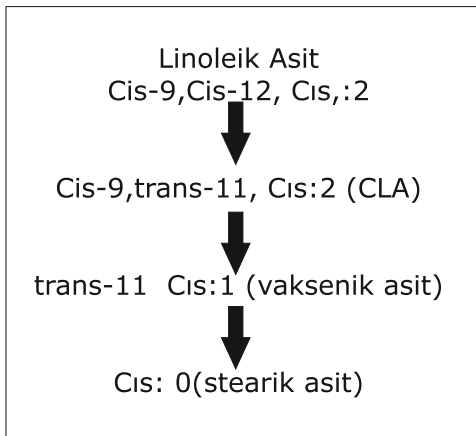 Linoleik Asit
Cis-9,Cis-12, Cıs,:2
Cis-9,trans-11, Cıs:2 (CLA)
trans-11 Cıs:1 (vaksenik asit)
Cıs: 0(stearik asit)